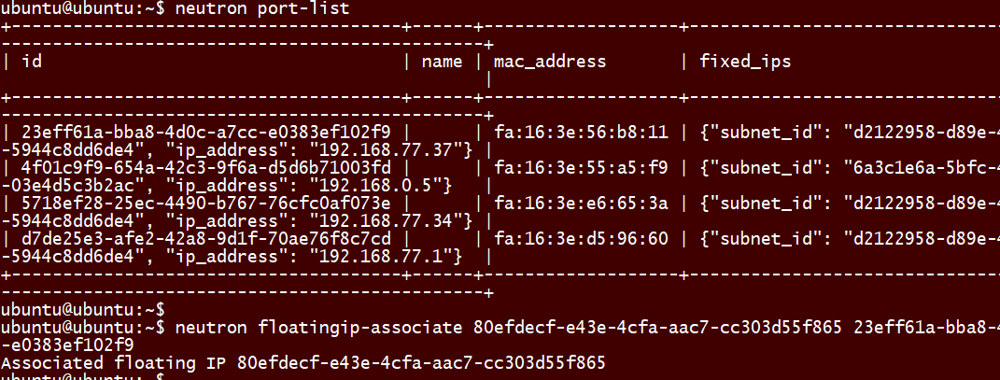 ubuntu@ubuntu:~$ neutron port-list
+--------------------------------------+------+-------------------+-------------------------------
-----------------------------------------------+
| id                                   | name | mac_address       | fixed_ips
                                               |
+--------------------------------------+------+-------------------+-------------------------------
-----------------------------------------------+
| 23eff61a-bba8-4d0c-a7cc-e0383ef102f9 |      | fa:16:3e:56:b8:11 | {"subnet_id": "d2122958-d89e-4
-5944c8dd6de4", "ip_address": "192.168.77.37"} |
| 4f01c9f9-654a-42c3-9f6a-d5d6b71003fd |      | fa:16:3e:55:a5:f9 | {"subnet_id": "6a3c1e6a-5bfc-4
-03e4d5c3b2ac", "ip_address": "192.168.0.5"}   |
| 5718ef28-25ec-4490-b767-76cfc0af073e |      | fa:16:3e:e6:65:3a | {"subnet_id": "d2122958-d89e-4
-5944c8dd6de4", "ip_address": "192.168.77.34"} |
| d7de25e3-afe2-42a8-9d1f-70ae76f8c7cd |      | fa:16:3e:d5:96:60 | {"subnet_id": "d2122958-d89e-4
-5944c8dd6de4", "ip_address": "192.168.77.1"}  |
+--------------------------------------+------+-------------------+-------------------------------
-----------------------------------------------+
ubuntu@ubuntu:~$
ubuntu@ubuntu:~$ neutron floatingip-associate 80efdecf-e43e-4cfa-aac7-cc303d55f865 23eff61a-bba8-4
-e0383ef102f9
Associated floating IP 80efdecf-e43e-4cfa-aac7-cc303d55f865
ubuntu@ubuntu:~$